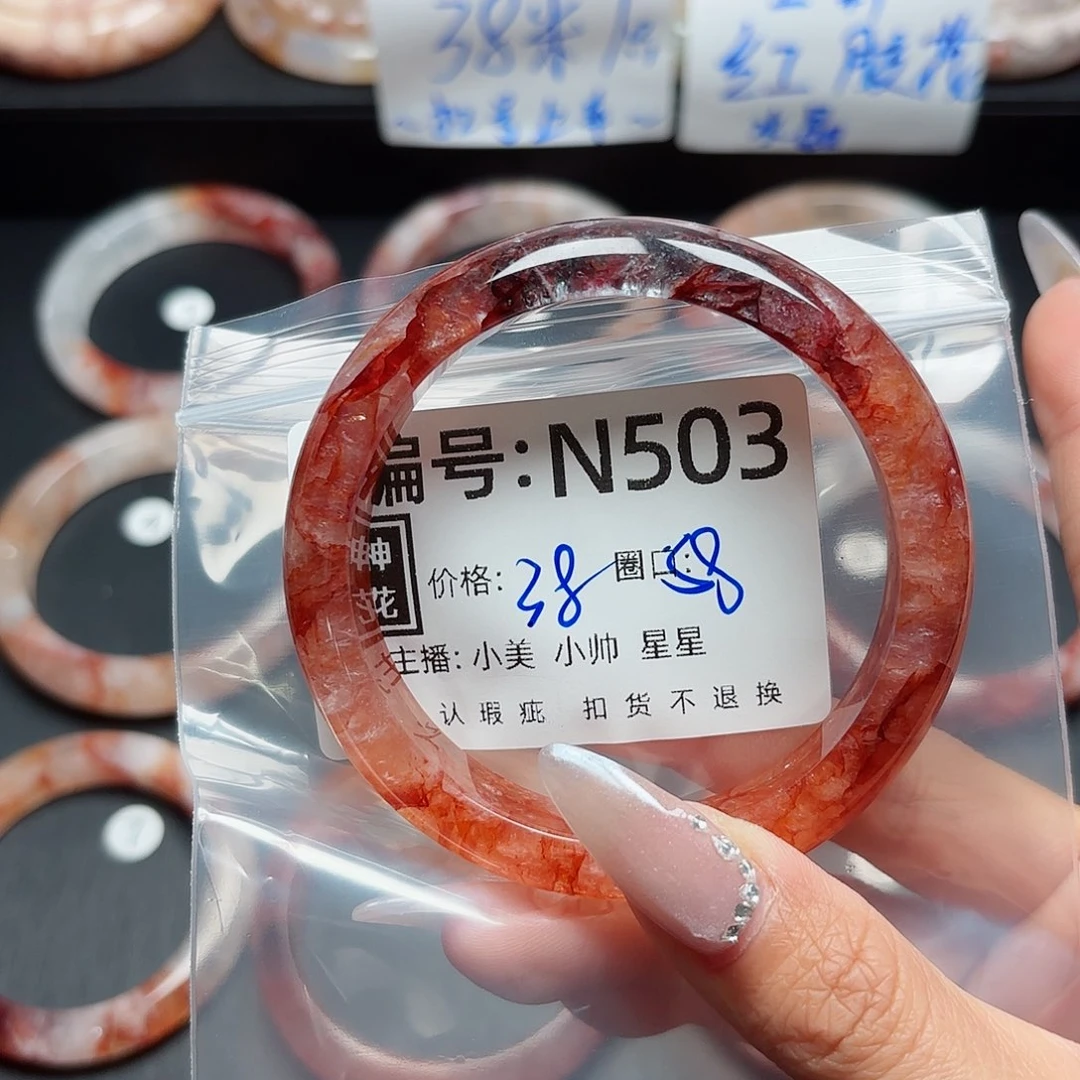 38米/
红胶花
编号:N503
价格:38 圈口:58
主播:小美 小帅 星星
认瑕疵 扣货不退换